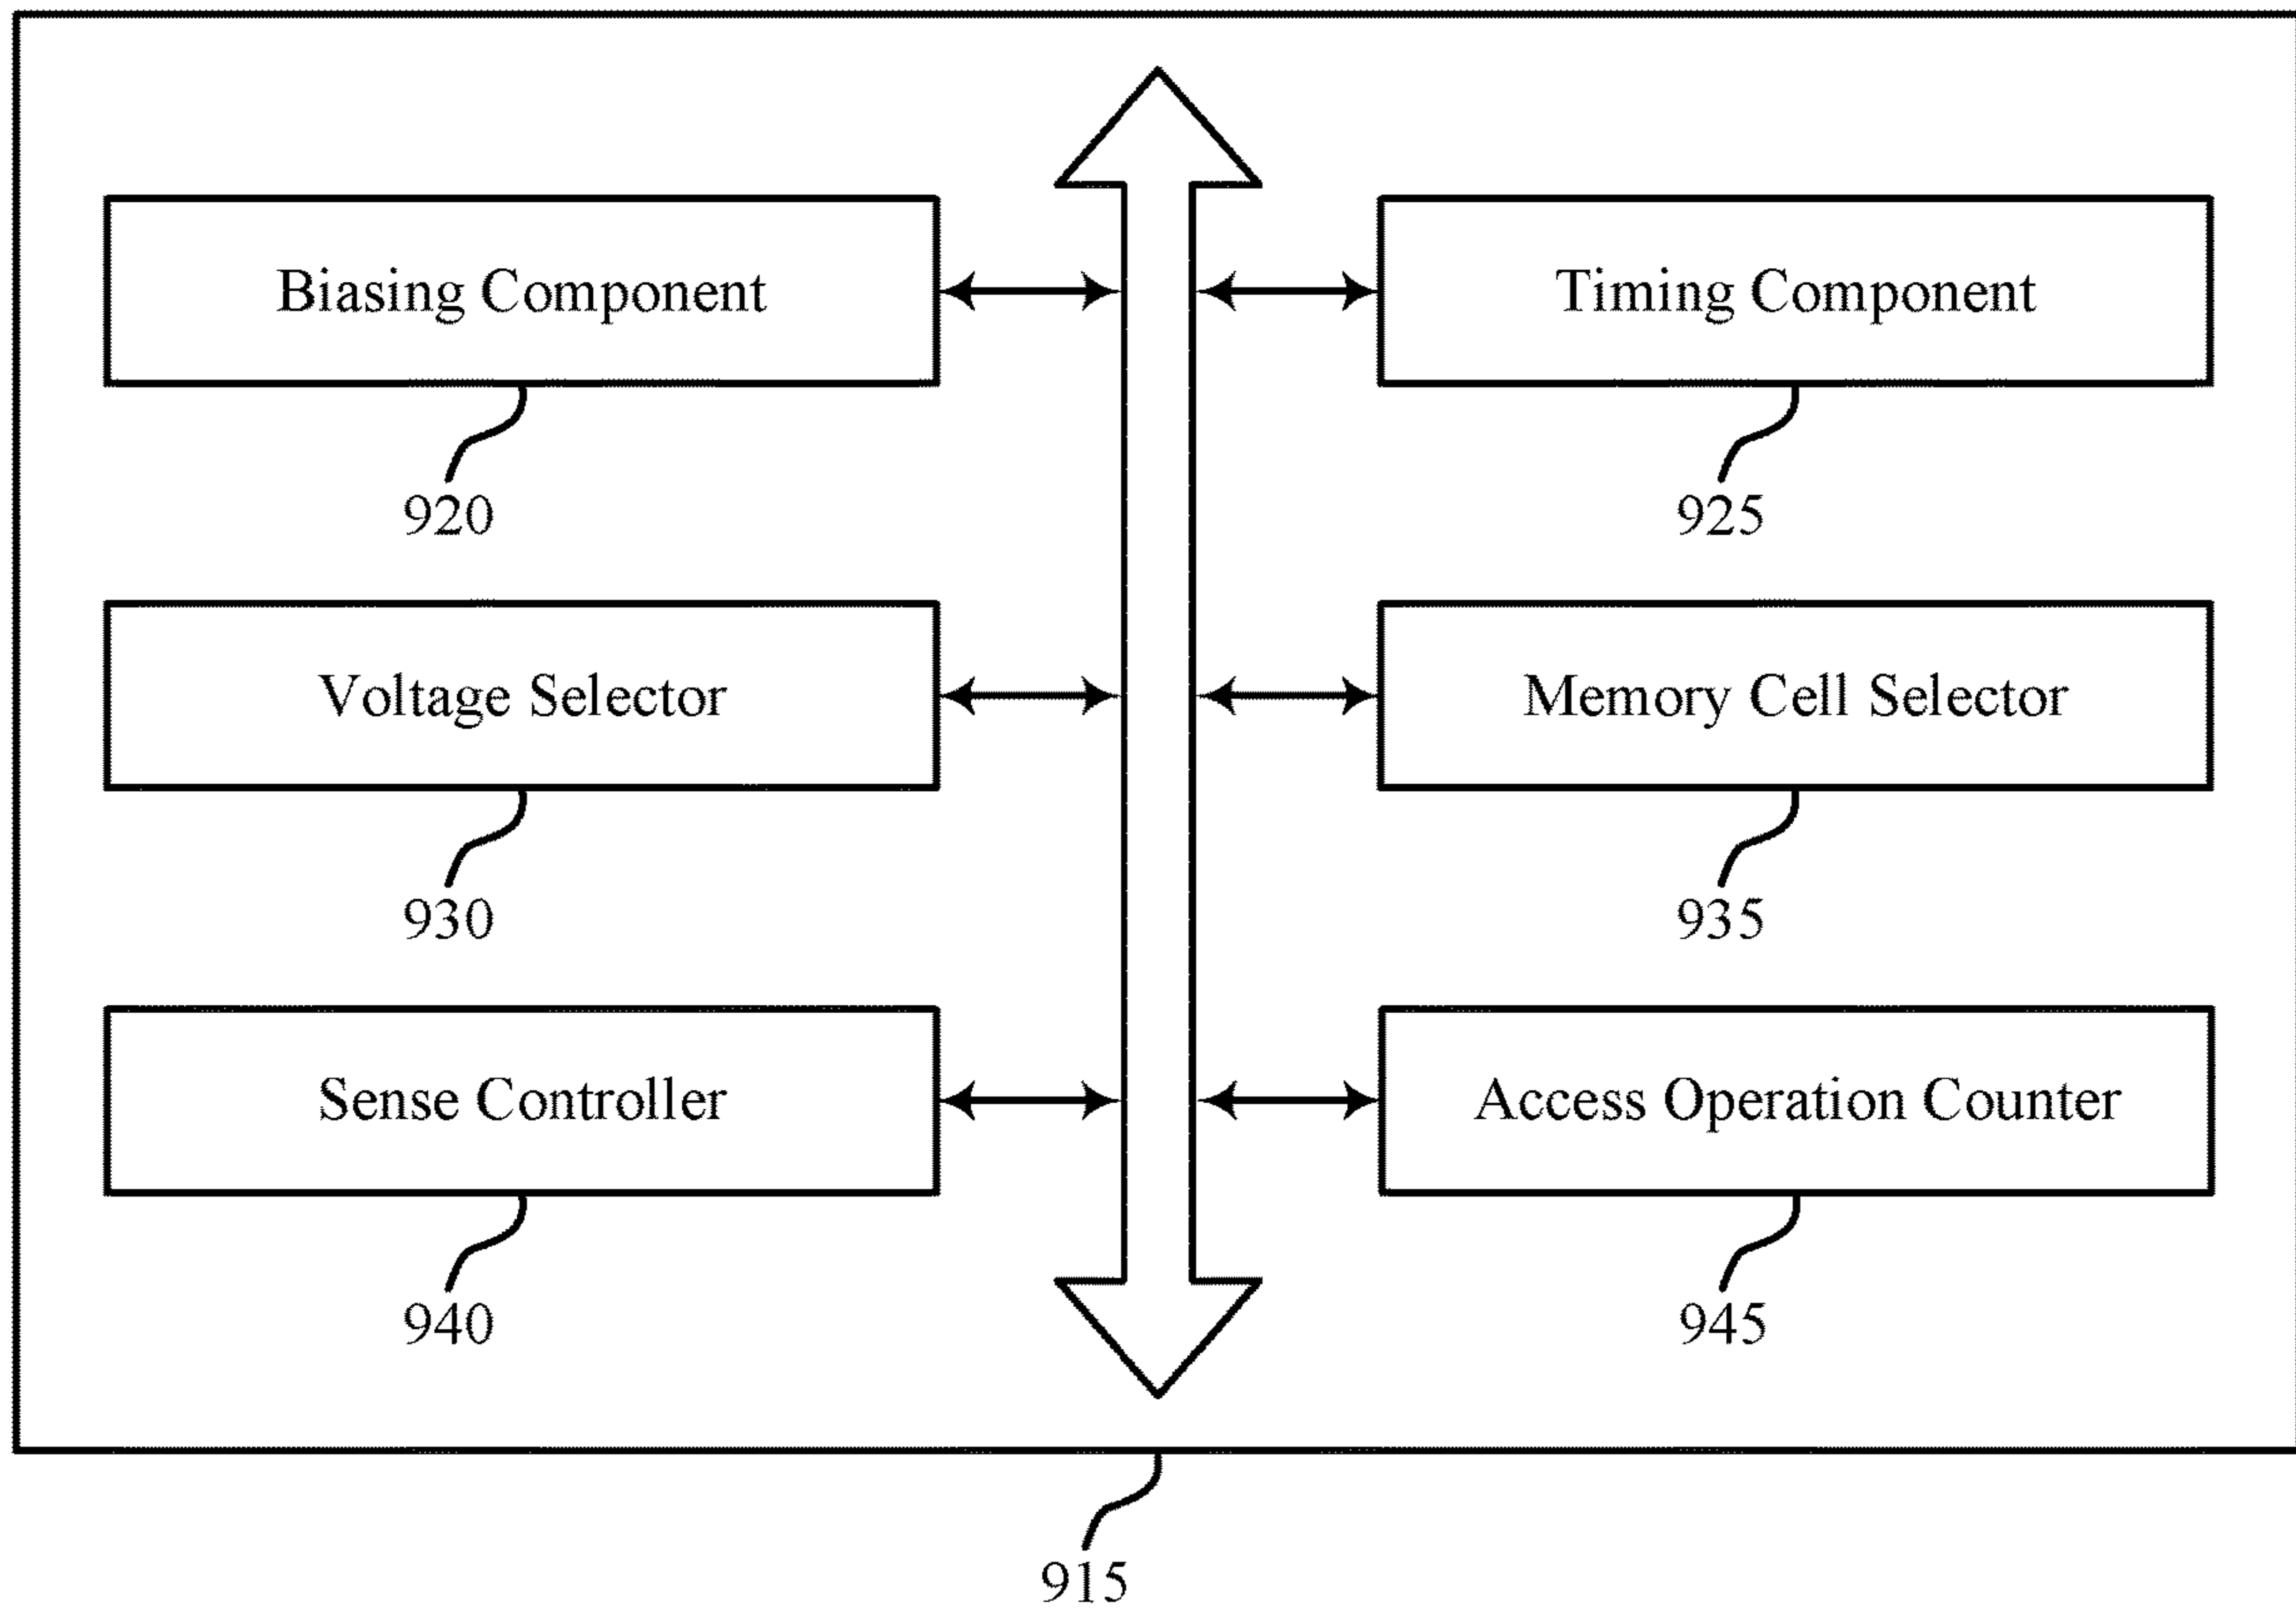 Biasing Component
Timing Component
920
925
Voltage Selector
Memory Cell Selector
930
935
Sense Controller
Access Operation Counter
940
945
915